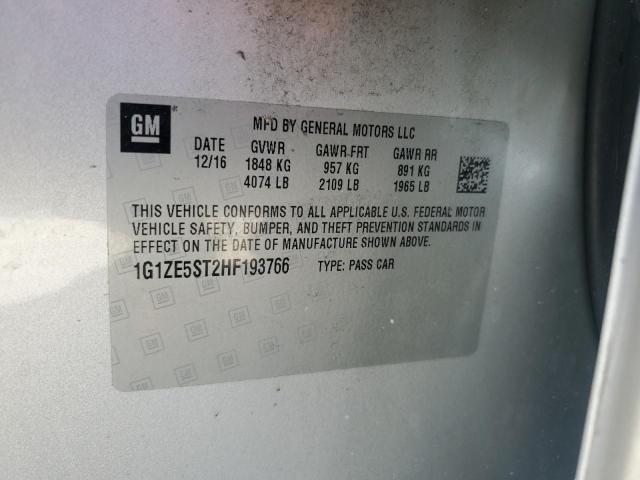 GM
MFD BY GENERAL MOTORS LLC
DATE GVWR GAWR FRT GAWR RR
12/16 1848 KG 957 KG 891 KG
4074 LB 2109 LB 1965 LB
THIS VEHICLE CONFORMS TO ALL APPLICABLE U.S. FEDERAL MOTOR
VEHICLE SAFETY, BUMPER, AND THEFT PREVENTION STANDARDS IN
EFFECT ON THE DATE OF MANUFACTURE SHOWN ABOVE.
1G1ZE5ST2HF193766 TYPE: PASS CAR